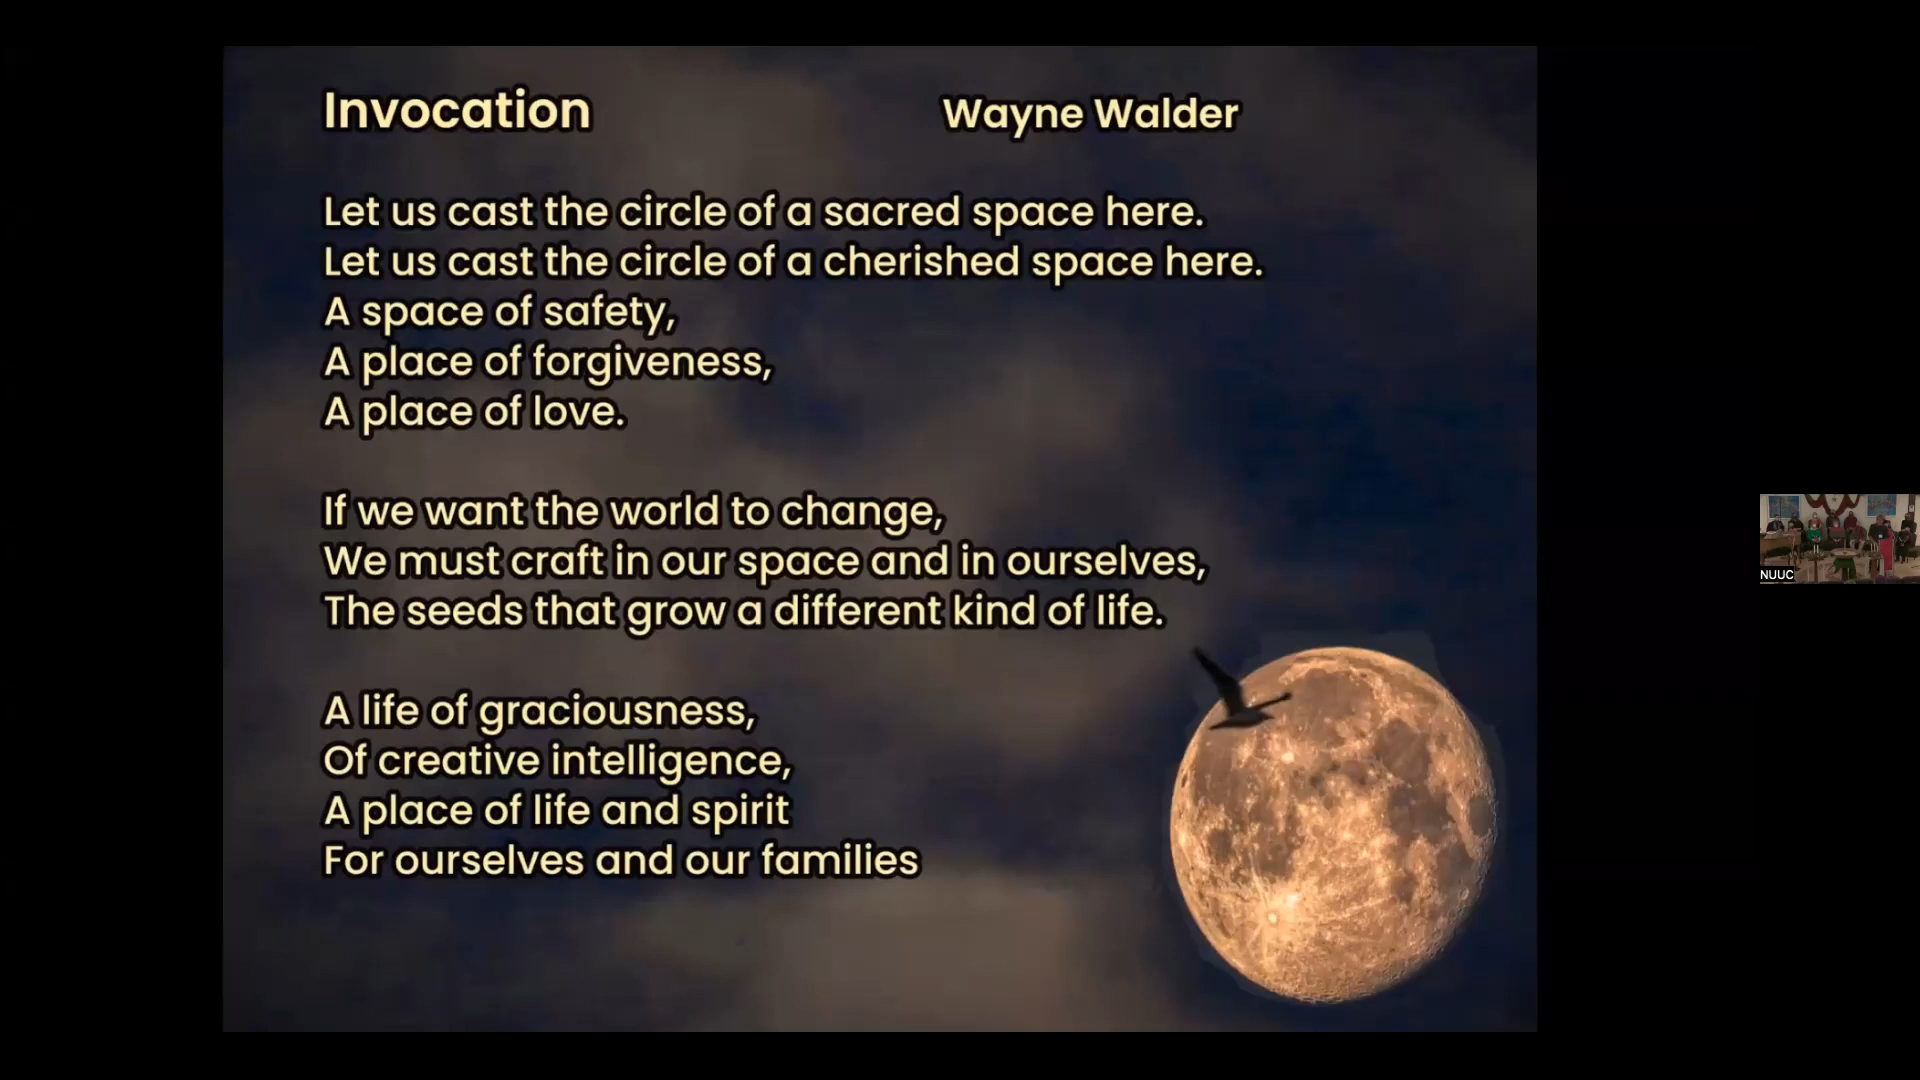 Invocation
Wayne Walder
Let us cast the circle of a sacred space here.
Let us cast the circle of a cherished space here.
A space of safety,
A place of forgiveness,
A place of love.
If we want the world to change,
We must craft in our space and in ourselves,
The seeds that grow a different kind of life.
A life of graciousness,
Of creative intelligence,
A place of life and spirit
For ourselves and our families
NUUC